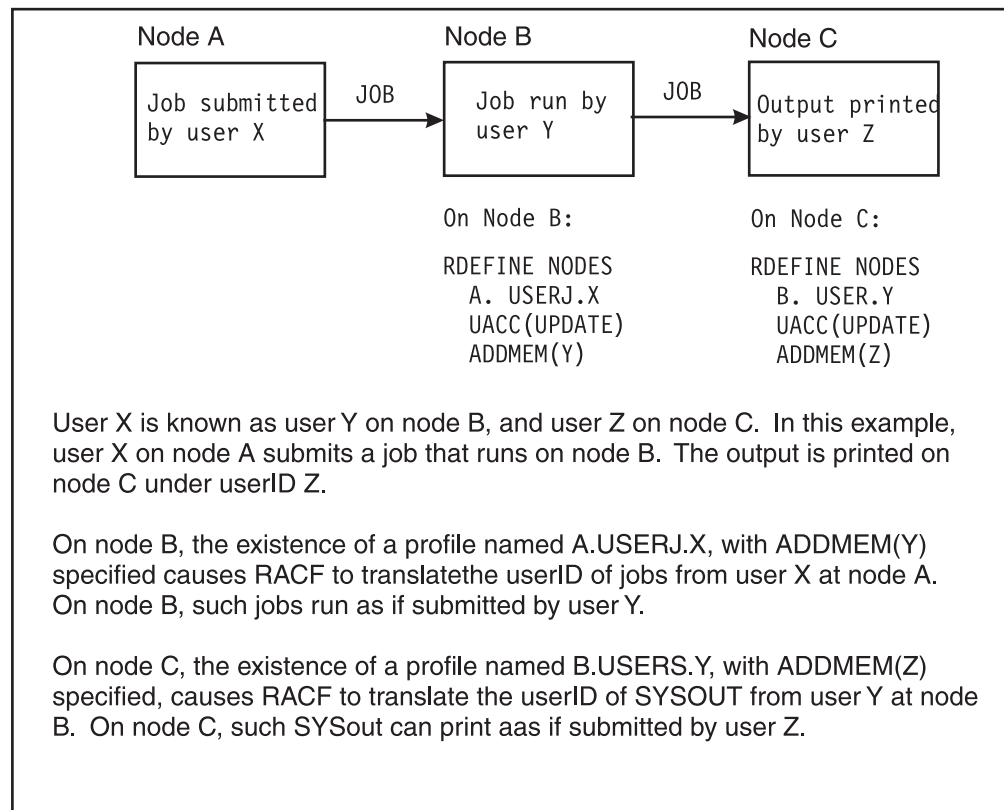 Node A
Node B
Node C
Job submitted
by user X
JOB
Job run by
user Y
JOB
Output printed
by user Z
On Node B:
RDEFINE NODES
A. USERJ.X
UACC(UPDATE)
ADDMEM(Y)
On Node C:
RDEFINE NODES
B. USER.Y
UACC(UPDATE)
ADDMEM(Z)
User X is known as user Y on node B, and user Z on node C. In this example,
user X on node A submits a job that runs on node B. The output is printed on
node C under userID Z.
On node B, the existence of a profile named A.USERJ.X, with ADDMEM(Y)
specified causes RACF to translatethe userID of jobs from user X at node A.
On node B, such jobs run as if submitted by user Y.
On node C, the existence of a profile named B.USERS.Y, with ADDMEM(Z)
specified, causes RACF to translate the userID of SYSOUT from user Y at node
B. On node C, such SYSout can print aas if submitted by user Z.